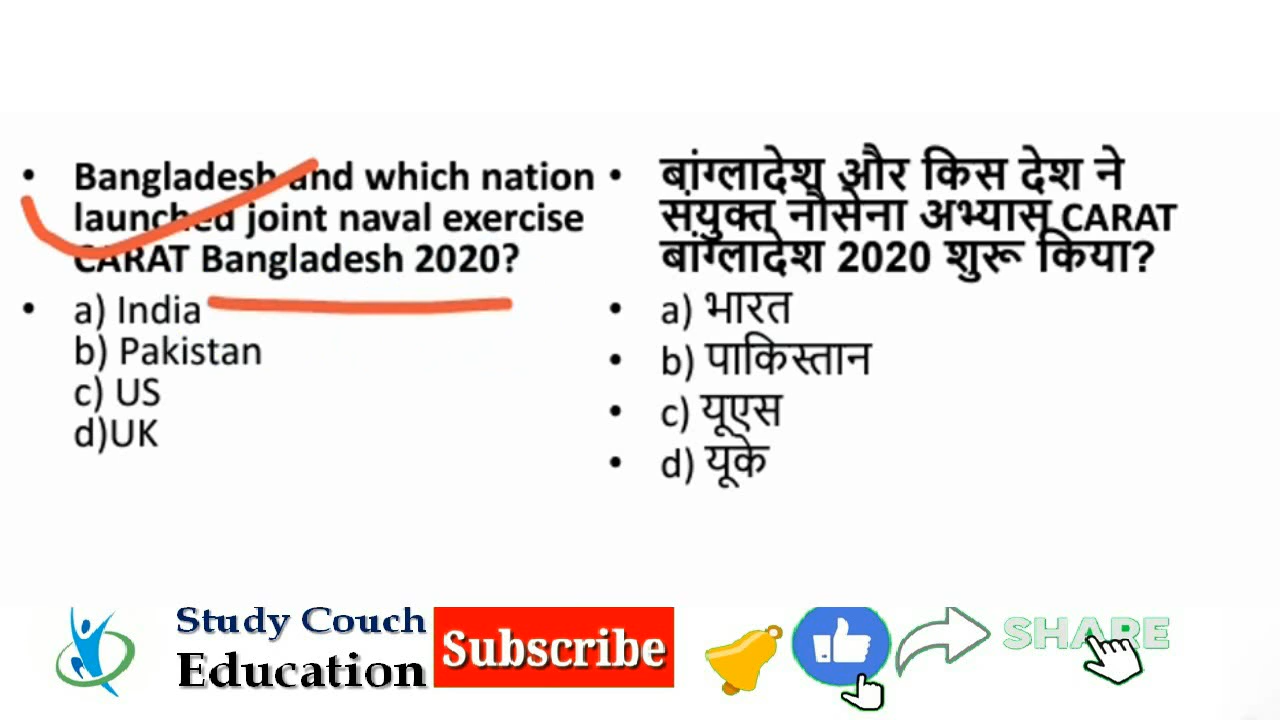 • Bangladesh and which nation
launched joint naval exercise
CARAT Bangladesh 2020?
• a) India
b) Pakistan
c) US
d)UK
• बांग्लादेश और किस देश ने
संयुक्त नौसेना अभ्यास CARAT
बांग्लादेश 2020 शुरू किया?
• a) भारत
• b) पाकिस्तान
• c) यूएस
• d) यूके
Study Couch
Education
Subscribe
SHARE